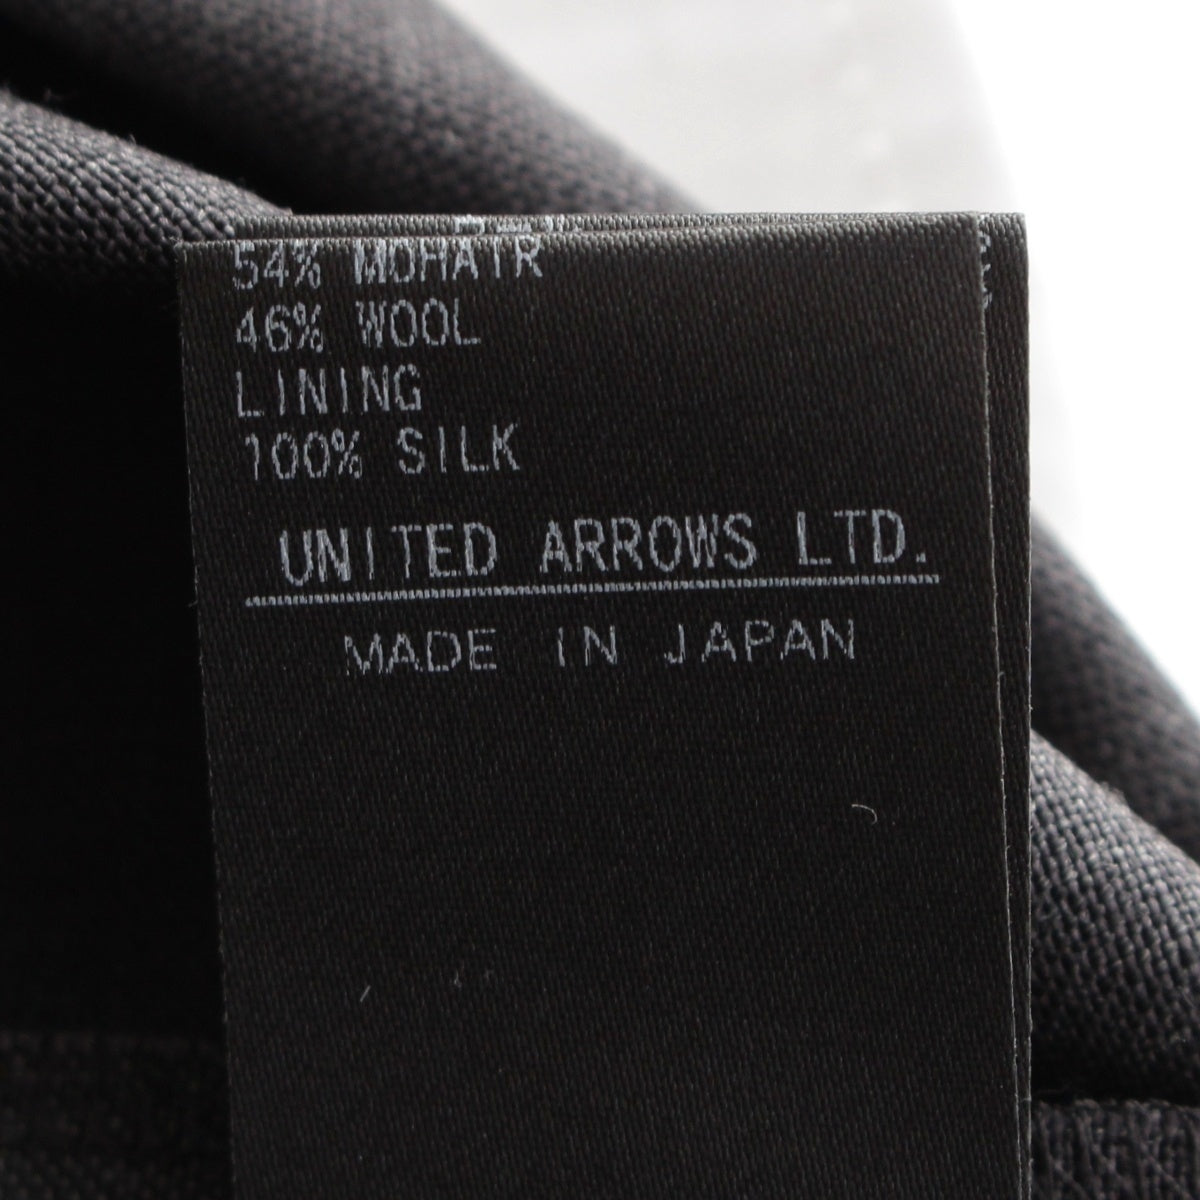 54% MOHAIR
46% WOOL
LINING
100% SILK
UNITED ARROWS LTD.
MADE IN JAPAN